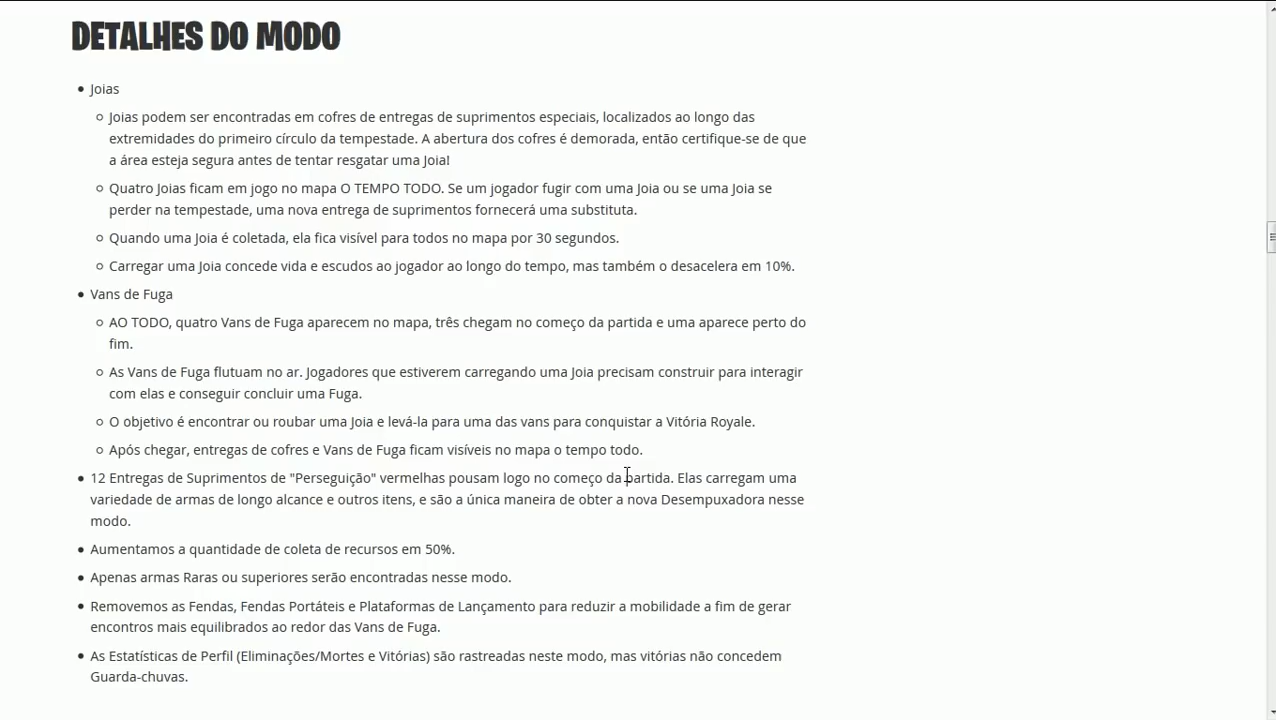 DETALHES DO MODO
Joias
Joias podem ser encontradas em cofres de entregas de suprimentos especiais, localizados ao longo das
extremidades do primeiro círculo da tempestade. A abertura dos cofres é demorada, então certifique-se de que
a área esteja segura antes de tentar resgatar uma Joia!
Quatro Joias ficam em jogo no mapa O TEMPO TODO. Se um jogador fugir com uma Joia ou se uma Joia se
perder na tempestade, uma nova entrega de suprimentos fornecerá uma substituta.
Quando uma Joia é coletada, ela fica visível para todos no mapa por 30 segundos.
Carregar uma Joia concede vida e escudos ao jogador ao longo do tempo, mas também o desacelera em 10%.
Vans de Fuga
AO TODO, quatro Vans de Fuga aparecem no mapa, três chegam no começo da partida e uma aparece perto do
fim.
As Vans de Fuga flutuam no ar. Jogadores que estiverem carregando uma Joia precisam construir para interagir
com elas e conseguir concluir uma Fuga.
O objetivo é encontrar ou roubar uma Joia e levá-la para uma das vans para conquistar a Vitória Royale.
Após chegar, entregas de cofres e Vans de Fuga ficam visíveis no mapa o tempo todo.
12 Entregas de Suprimentos de "Perseguição" vermelhas pousam logo no começo da partida. Elas carregam uma
variedade de armas de longo alcance e outros itens, e são a única maneira de obter a nova Desempuxadora nesse
modo.
Aumentamos a quantidade de coleta de recursos em 50%.
Apenas armas Raras ou superiores serão encontradas nesse modo.
Removemos as Fendas, Fendas Portáteis e Plataformas de Lançamento para reduzir a mobilidade a fim de gerar
encontros mais equilibrados ao redor das Vans de Fuga.
As Estatísticas de Perfil (Eliminações/Mortes e Vitórias) são rastreadas neste modo, mas vitórias não concedem
Guarda-chuvas.